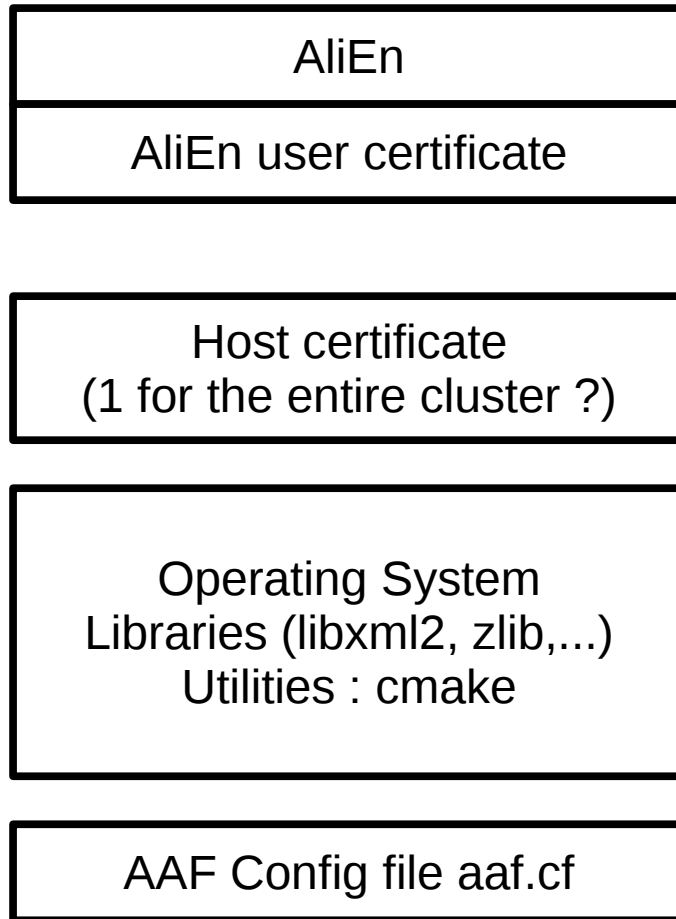 AliEn
AliEn user certificate
Host certificate
(1 for the entire cluster ?)
Operating System
Libraries (libxml2, zlib,...)
Utilities : cmake
AAF Config file aaf.cf